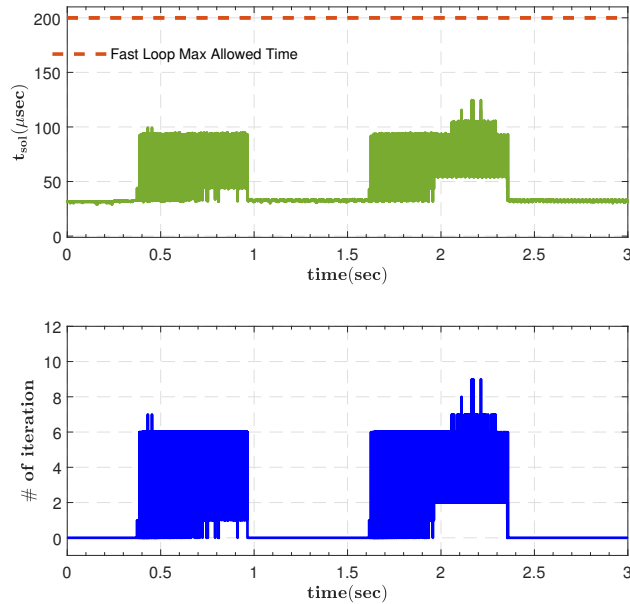 200
150
100
50
0
t_sol(μsec)
Fast Loop Max Allowed Time
0 0.5 1 1.5 2 2.5 3
time(sec)
12
10
8
6
4
2
0
# of iteration
0 0.5 1 1.5 2 2.5 3
time(sec)